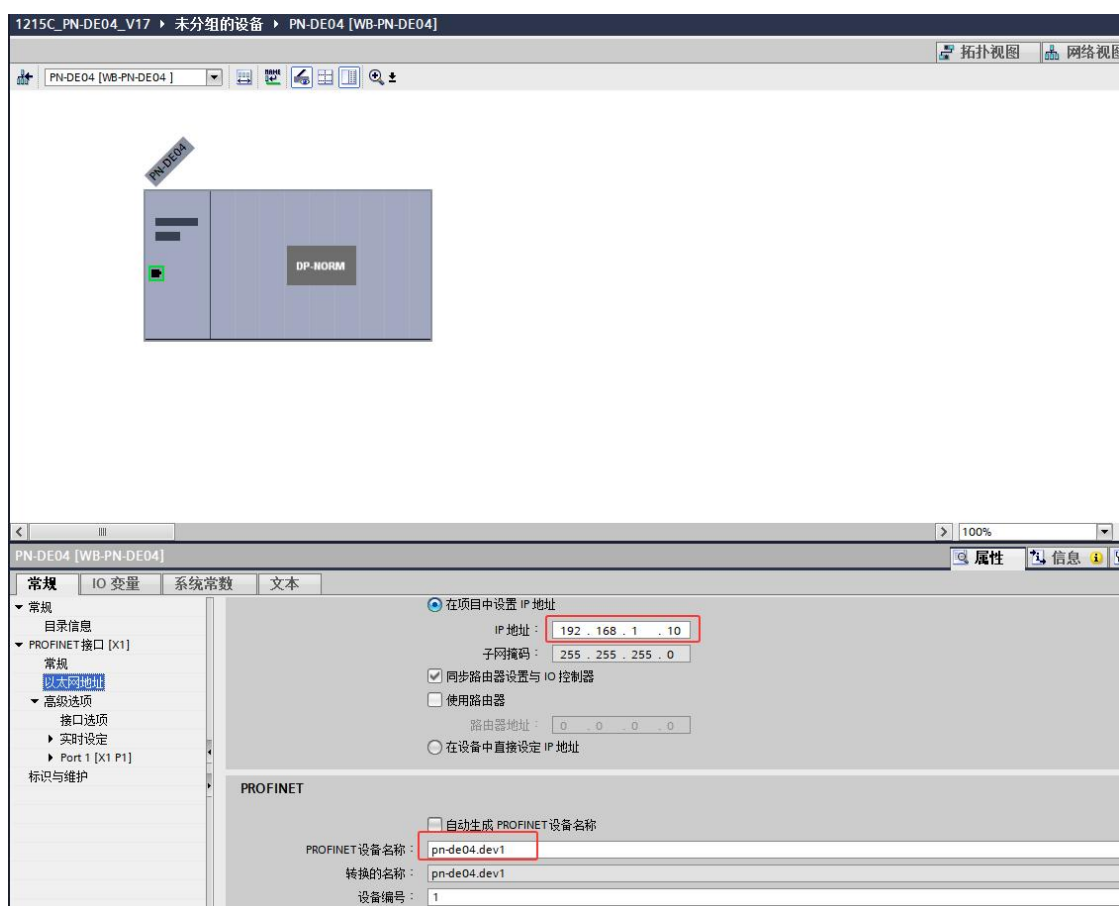 1215C_PN-DE04_V17 ▸ 未分组的设备 ▸ PN-DE04 [WB-PN-DE04]
拓扑视图 网络视图
PN-DE04 [WB-PN-DE04 ]
PN-DE04
DP-NORM
100%
PN-DE04 [WB-PN-DE04]
属性 信息
常规 IO 变量 系统常数 文本
常规
目录信息
PROFINET接口 [X1]
常规
以太网地址
高级选项
接口选项
实时设定
Port 1 [X1 P1]
标识与维护
在项目中设置 IP 地址
IP 地址： 192 . 168 . 1 . 10
子网掩码： 255 . 255 . 255 . 0
同步路由器设置与 IO 控制器
使用路由器
路由器地址： 0 . 0 . 0 . 0
在设备中直接设定 IP 地址
PROFINET
自动生成 PROFINET 设备名称
PROFINET 设备名称： pn-de04.dev1
转换的名称： pn-de04.dev1
设备编号： 1